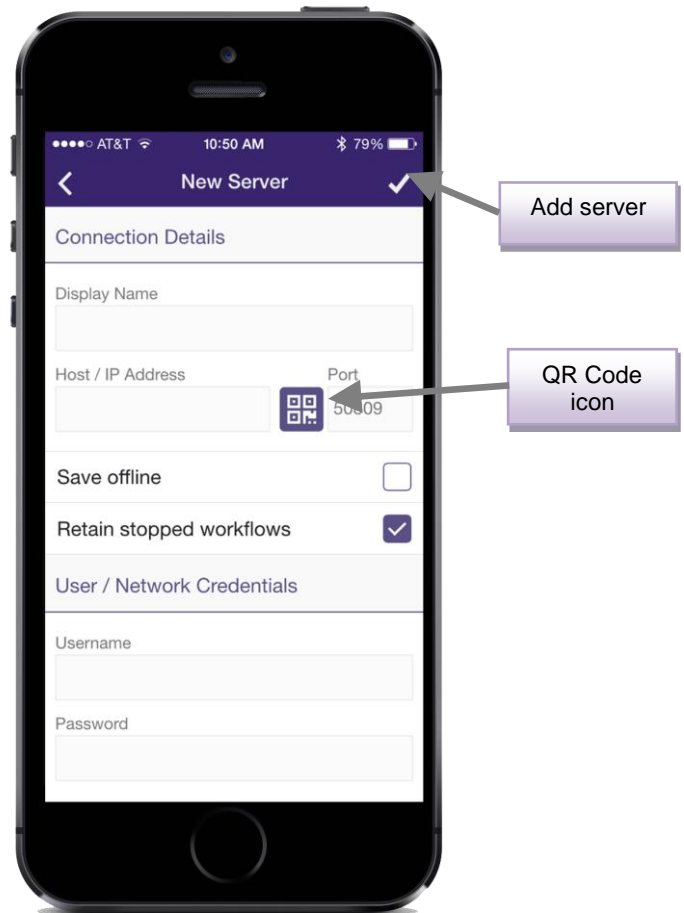 AT&T 10:50 AM 79%
New Server
Add server
Connection Details
Display Name
Host / IP Address Port
QR Code
icon
Save offline
Retain stopped workflows
User / Network Credentials
Username
Password